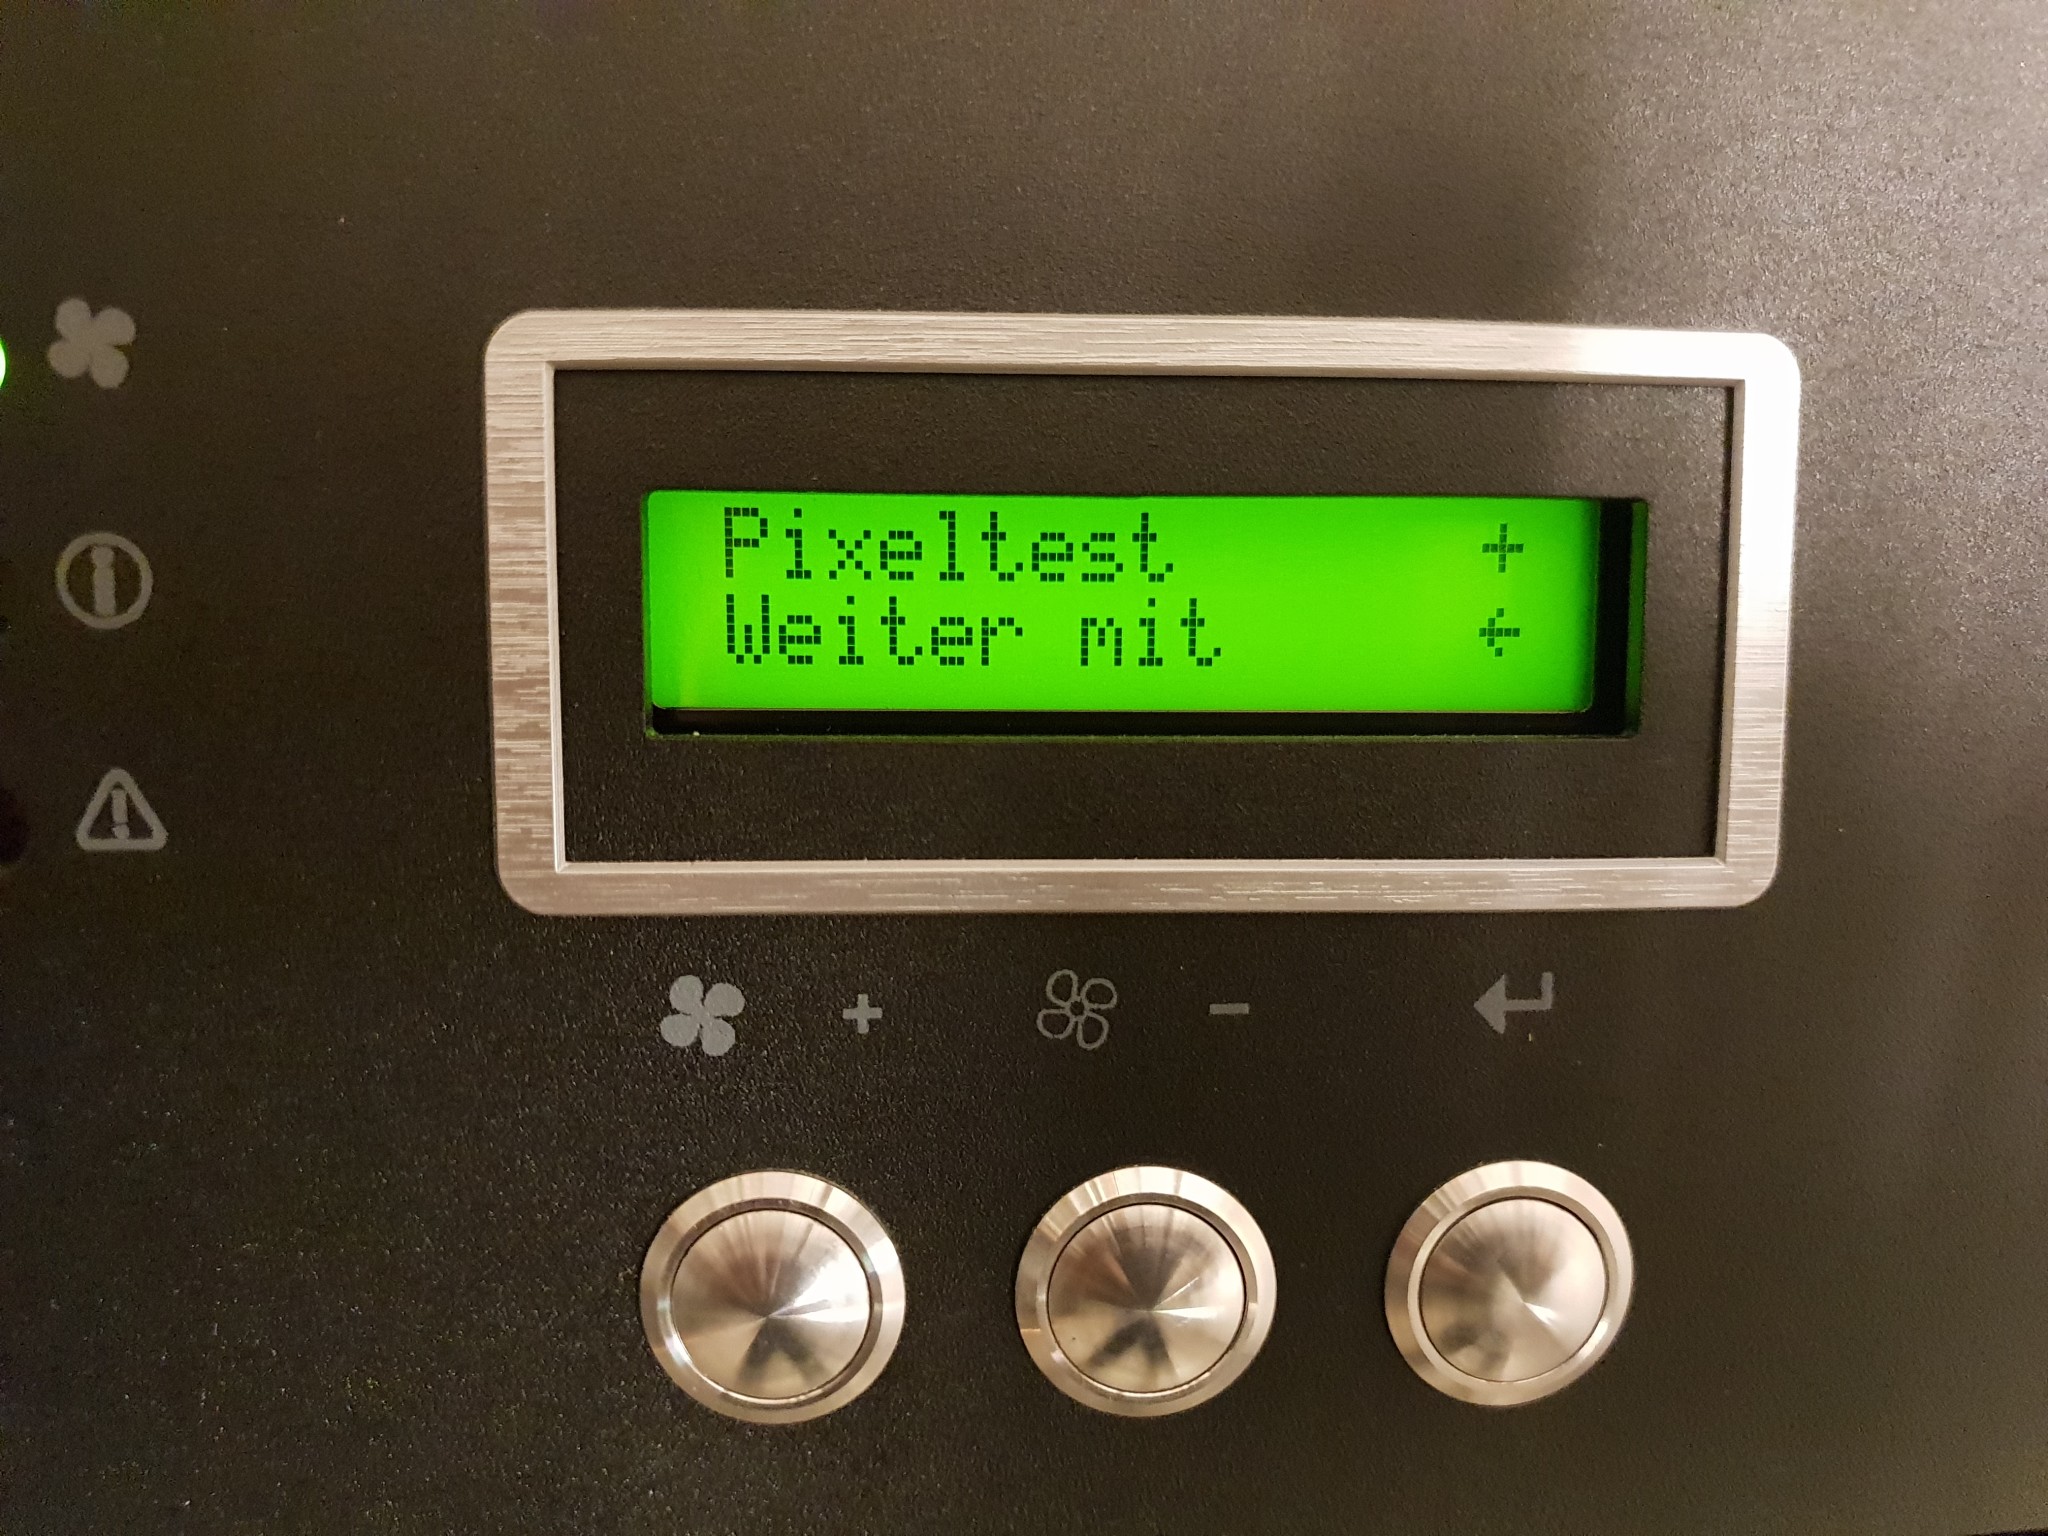 Pixeltest +
Weiter mit ←
+ -